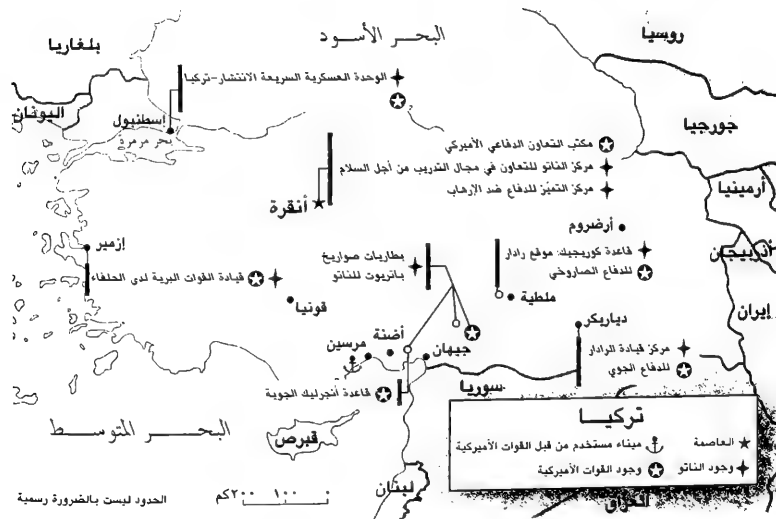 البحر الأسود
روسيا
بلغاريا
الوحدة العسكرية السريعة الانتشار-تركيا
اليونان
إسطنبول
بحر مرمرة
جورجيا
مكتب التعاون الدفاعي الأميركي
مركز الناتو للتعاون في مجال التدريب من أجل السلام
مركز التميّز للدفاع ضد الإرهاب
أرمينيا
أنقرة
أرضروم
إزمير
أذربيجان
قاعدة كوريجيك: موقع رادار
للدفاع الصاروخي
بطاريات صواريخ
باتريوت للناتو
قيادة القوات البرية لدى الحلفاء
قونيا
ملطية
إيران
دياربكر
مرسين
أضنة
جيهان
مركز قيادة الرادار
للدفاع الجوي
سوريا
قاعدة أنجرليك الجوية
تركيا
العاصمة
ميناء مستخدم من قبل القوات الأميركية
وجود الناتو
وجود القوات الأميركية
البحر المتوسط
قبرص
لبنان
العراق
٠ ١٠٠ ٢٠٠كم
الحدود ليست بالضرورة رسمية